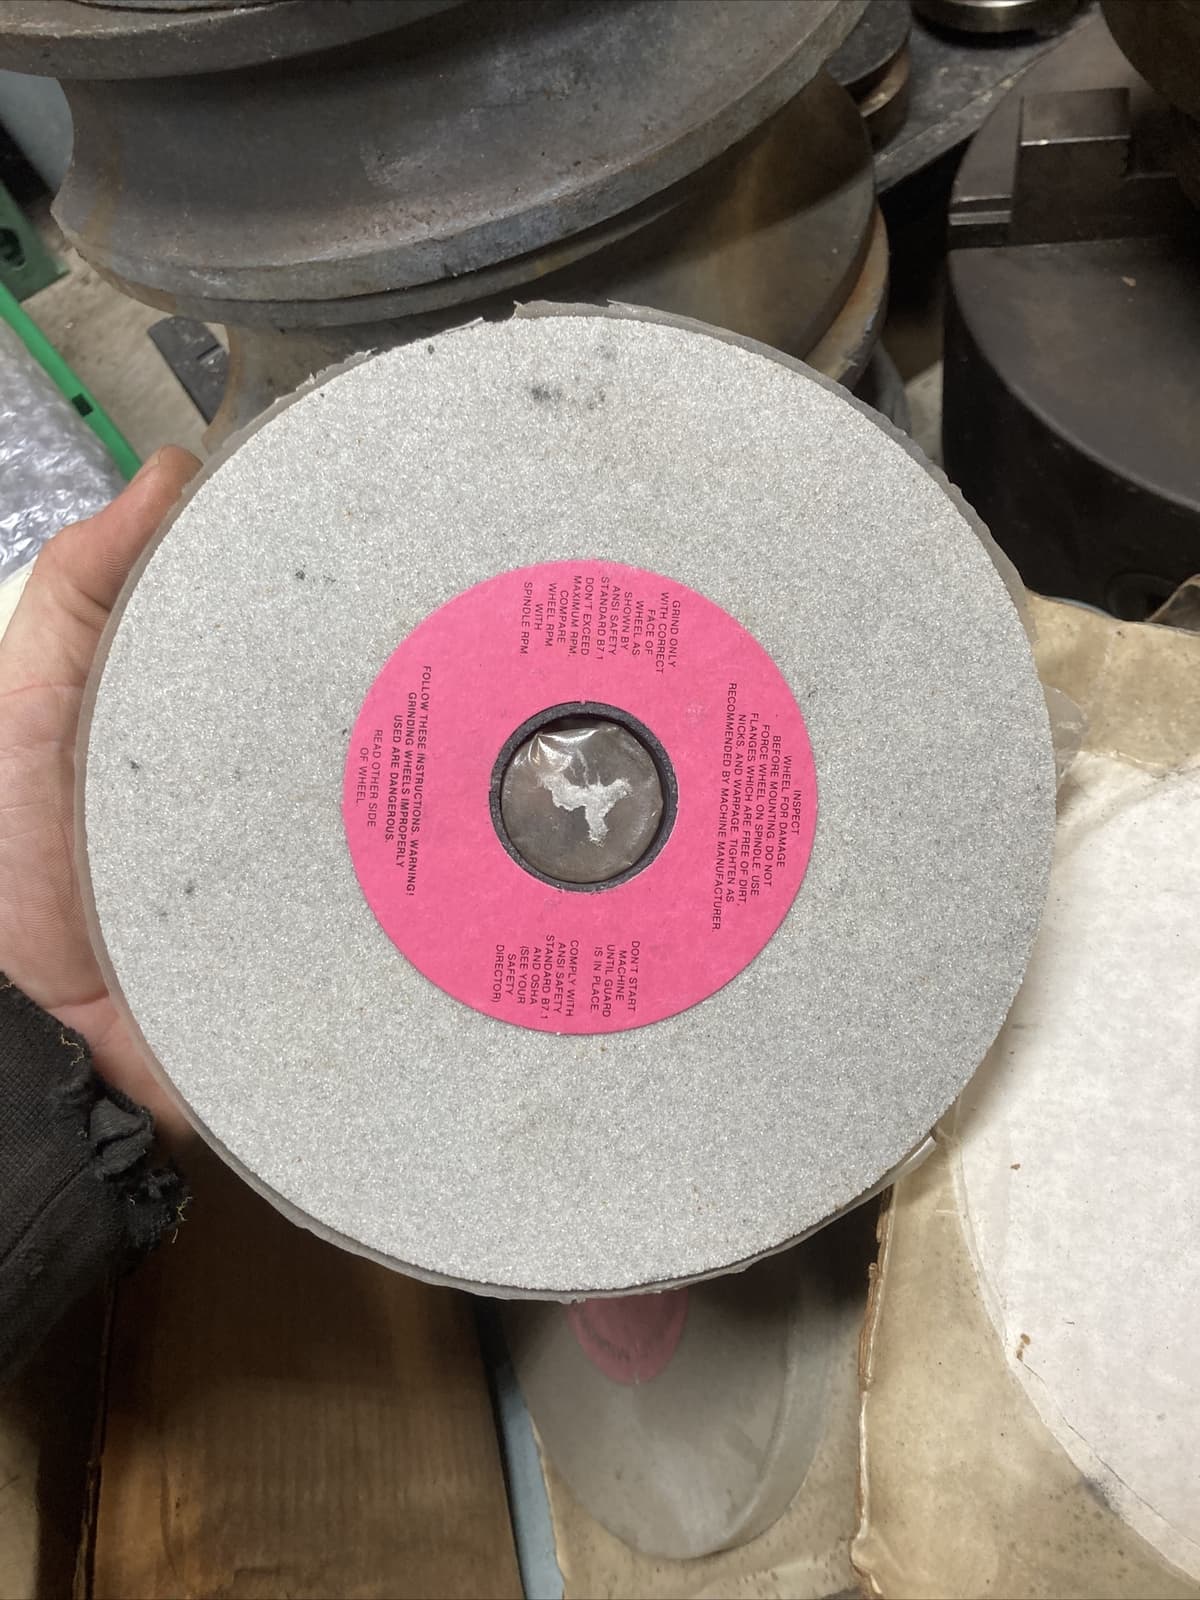 INSPECT
WHEEL FOR DAMAGE
BEFORE MOUNTING. DO NOT
FORCE WHEEL ON SPINDLE. USE
FLANGES WHICH ARE FREE OF DIRT,
NICKS, AND WARPAGE. TIGHTEN AS
RECOMMENDED BY MACHINE MANUFACTURER.
GRIND ONLY
WITH CORRECT
FACE OF
WHEEL AS
SHOWN BY
ANSI SAFETY
STANDARD B7.1
DON'T EXCEED
MAXIMUM RPM.
COMPARE
WHEEL RPM
WITH
SPINDLE RPM
DON'T START
MACHINE
UNTIL GUARD
IS IN PLACE.
COMPLY WITH
ANSI SAFETY
STANDARD B7.1
AND OSHA
(SEE YOUR
SAFETY
DIRECTOR)
FOLLOW THESE INSTRUCTIONS. WARNING!
GRINDING WHEELS IMPROPERLY
USED ARE DANGEROUS.
READ OTHER SIDE
OF WHEEL